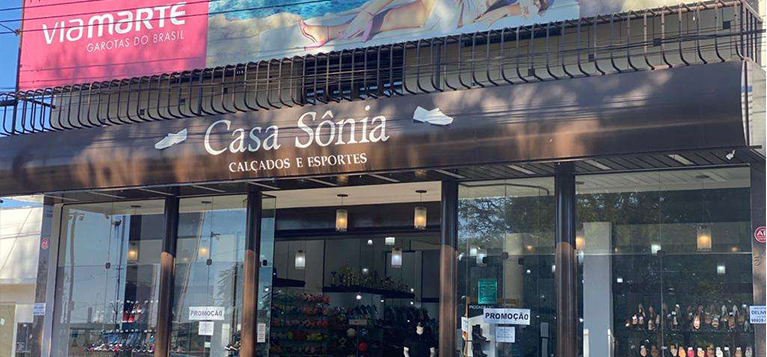 VIAMARTE
GAROTAS DO BRASIL
Casa Sônia
CALÇADOS E ESPORTES
PROMOÇÃO
PROMOÇÃO